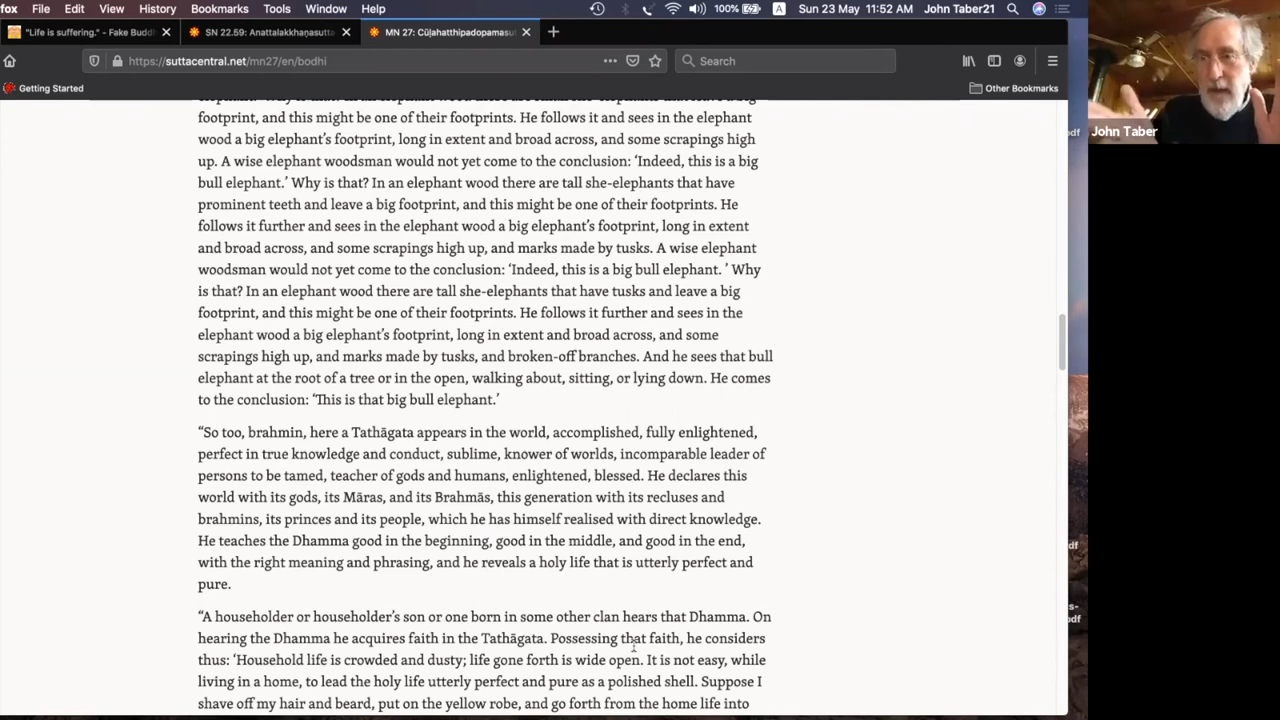 fox File Edit View History Bookmarks Tools Window Help 100% A Sun 23 May 11:52 AM John Taber21
"Life is suffering." - Fake Buddh SN 22.59: Anattalakkhaṇasutta MN 27: Cūḷahatthipadopamasut
https://suttacentral.net/mn27/en/bodhi Search
Getting Started Other Bookmarks
footprint, and this might be one of their footprints. He follows it and sees in the elephant
wood a big elephant's footprint, long in extent and broad across, and some scrapings high
up. A wise elephant woodsman would not yet come to the conclusion: 'Indeed, this is a big
bull elephant.' Why is that? In an elephant wood there are tall she-elephants that have
prominent teeth and leave a big footprint, and this might be one of their footprints. He
follows it further and sees in the elephant wood a big elephant's footprint, long in extent
and broad across, and some scrapings high up, and marks made by tusks. A wise elephant
woodsman would not yet come to the conclusion: 'Indeed, this is a big bull elephant. ' Why
is that? In an elephant wood there are tall she-elephants that have tusks and leave a big
footprint, and this might be one of their footprints. He follows it further and sees in the
elephant wood a big elephant's footprint, long in extent and broad across, and some
scrapings high up, and marks made by tusks, and broken-off branches. And he sees that bull
elephant at the root of a tree or in the open, walking about, sitting, or lying down. He comes
to the conclusion: 'This is that big bull elephant.'
"So too, brahmin, here a Tathāgata appears in the world, accomplished, fully enlightened,
perfect in true knowledge and conduct, sublime, knower of worlds, incomparable leader of
persons to be tamed, teacher of gods and humans, enlightened, blessed. He declares this
world with its gods, its Māras, and its Brahmās, this generation with its recluses and
brahmins, its princes and its people, which he has himself realised with direct knowledge.
He teaches the Dhamma good in the beginning, good in the middle, and good in the end,
with the right meaning and phrasing, and he reveals a holy life that is utterly perfect and
pure.
"A householder or householder's son or one born in some other clan hears that Dhamma. On
hearing the Dhamma he acquires faith in the Tathāgata. Possessing that faith, he considers
thus: 'Household life is crowded and dusty; life gone forth is wide open. It is not easy, while
living in a home, to lead the holy life utterly perfect and pure as a polished shell. Suppose I
shave off my hair and beard, put on the yellow robe, and go forth from the home life into
John Taber
df
s-
df